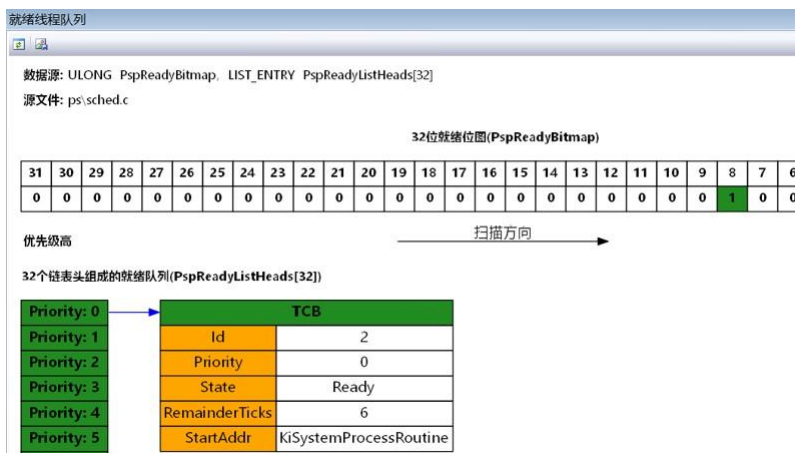 就绪线程队列
数据源: ULONG PspReadyBitmap, LIST_ENTRY PspReadyListHeads[32]
源文件: ps\sched.c
32位就绪位图(PspReadyBitmap)
31 30 29 28 27 26 25 24 23 22 21 20 19 18 17 16 15 14 13 12 11 10 9 8 7 6
0 0 0 0 0 0 0 0 0 0 0 0 0 0 0 0 0 0 0 0 0 0 0 1 0 0
优先级高 扫描方向
32个链表头组成的就绪队列(PspReadyListHeads[32])
Priority: 0 TCB
Priority: 1 Id 2
Priority: 2 Priority 0
Priority: 3 State Ready
Priority: 4 RemainderTicks 6
Priority: 5 StartAddr KiSystemProcessRoutine